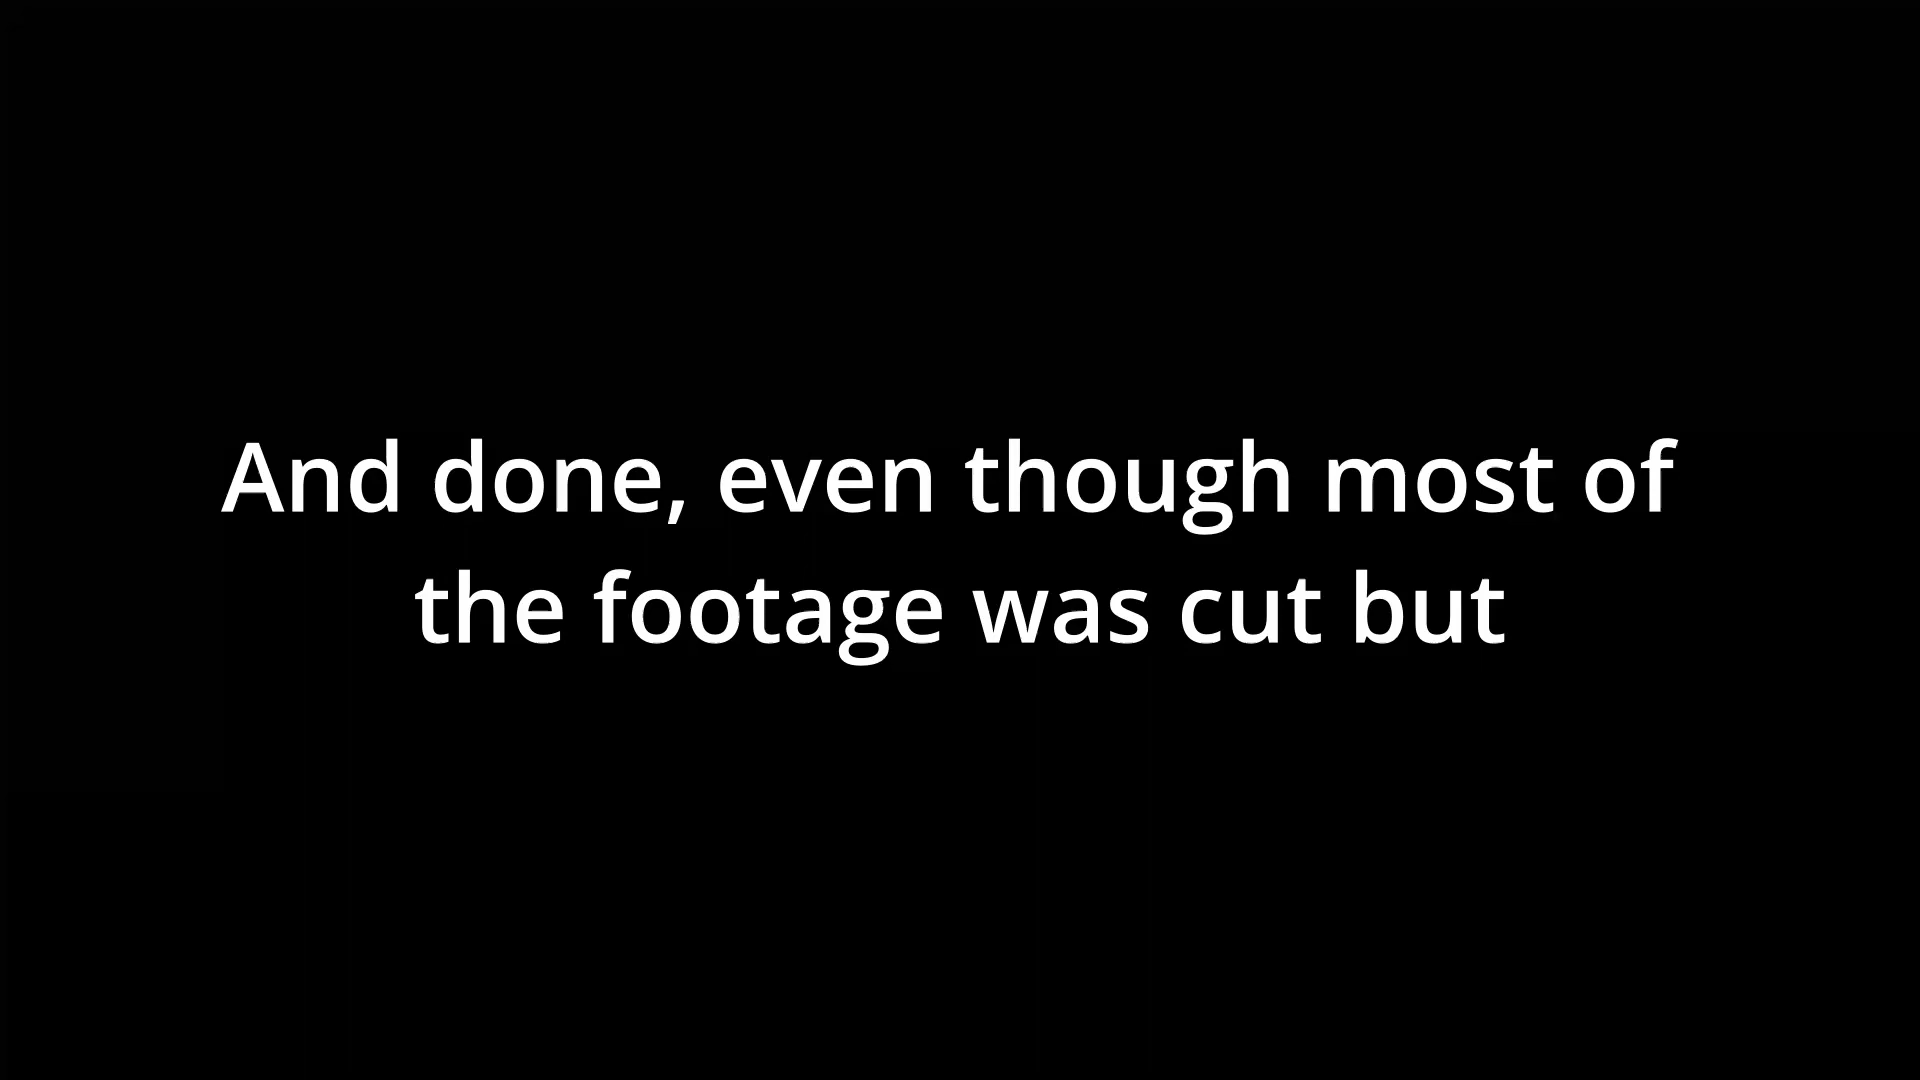 And done, even though most of
the footage was cut but